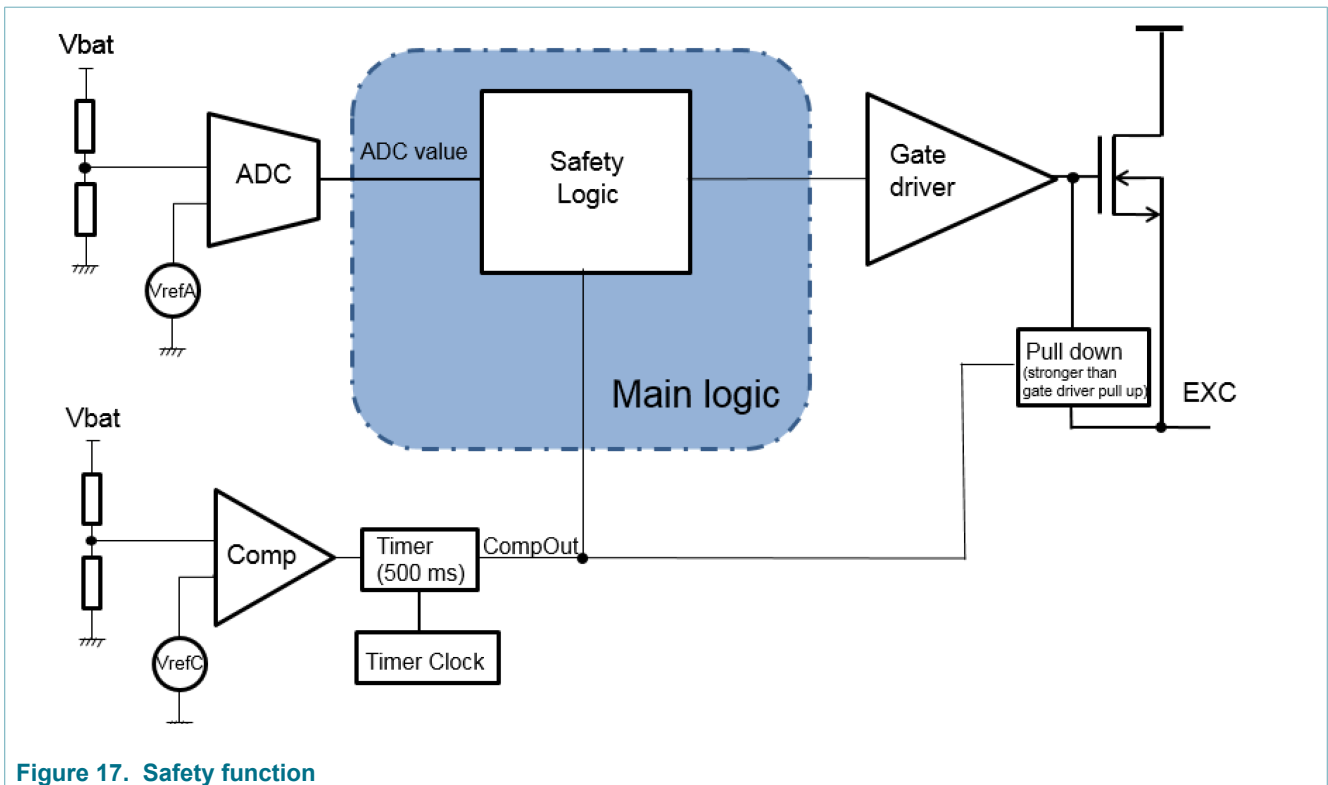 Vbat
ADC
VrefA
ADC value
Safety
Logic
Main logic
Gate
driver
Pull down
(stronger than
gate driver pull up)
EXC
Vbat
Comp
VrefC
Timer
(500 ms)
CompOut
Timer Clock
Figure 17. Safety function